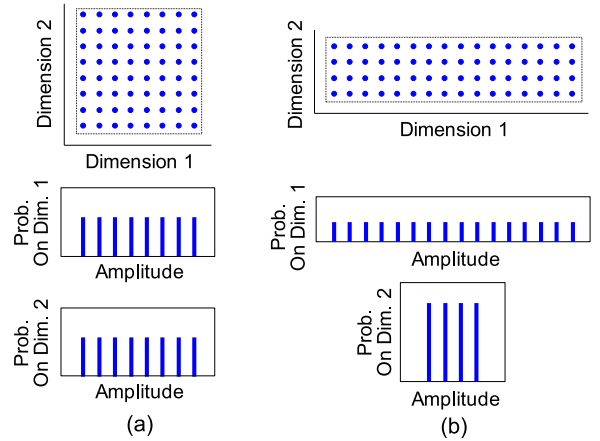 Dimension 2
Dimension 1
Prob.
On Dim. 1
Amplitude
Prob.
On Dim. 2
Amplitude
(a)
Dimension 2
Dimension 1
Prob.
On Dim. 1
Amplitude
Prob.
On Dim. 2
Amplitude
(b)